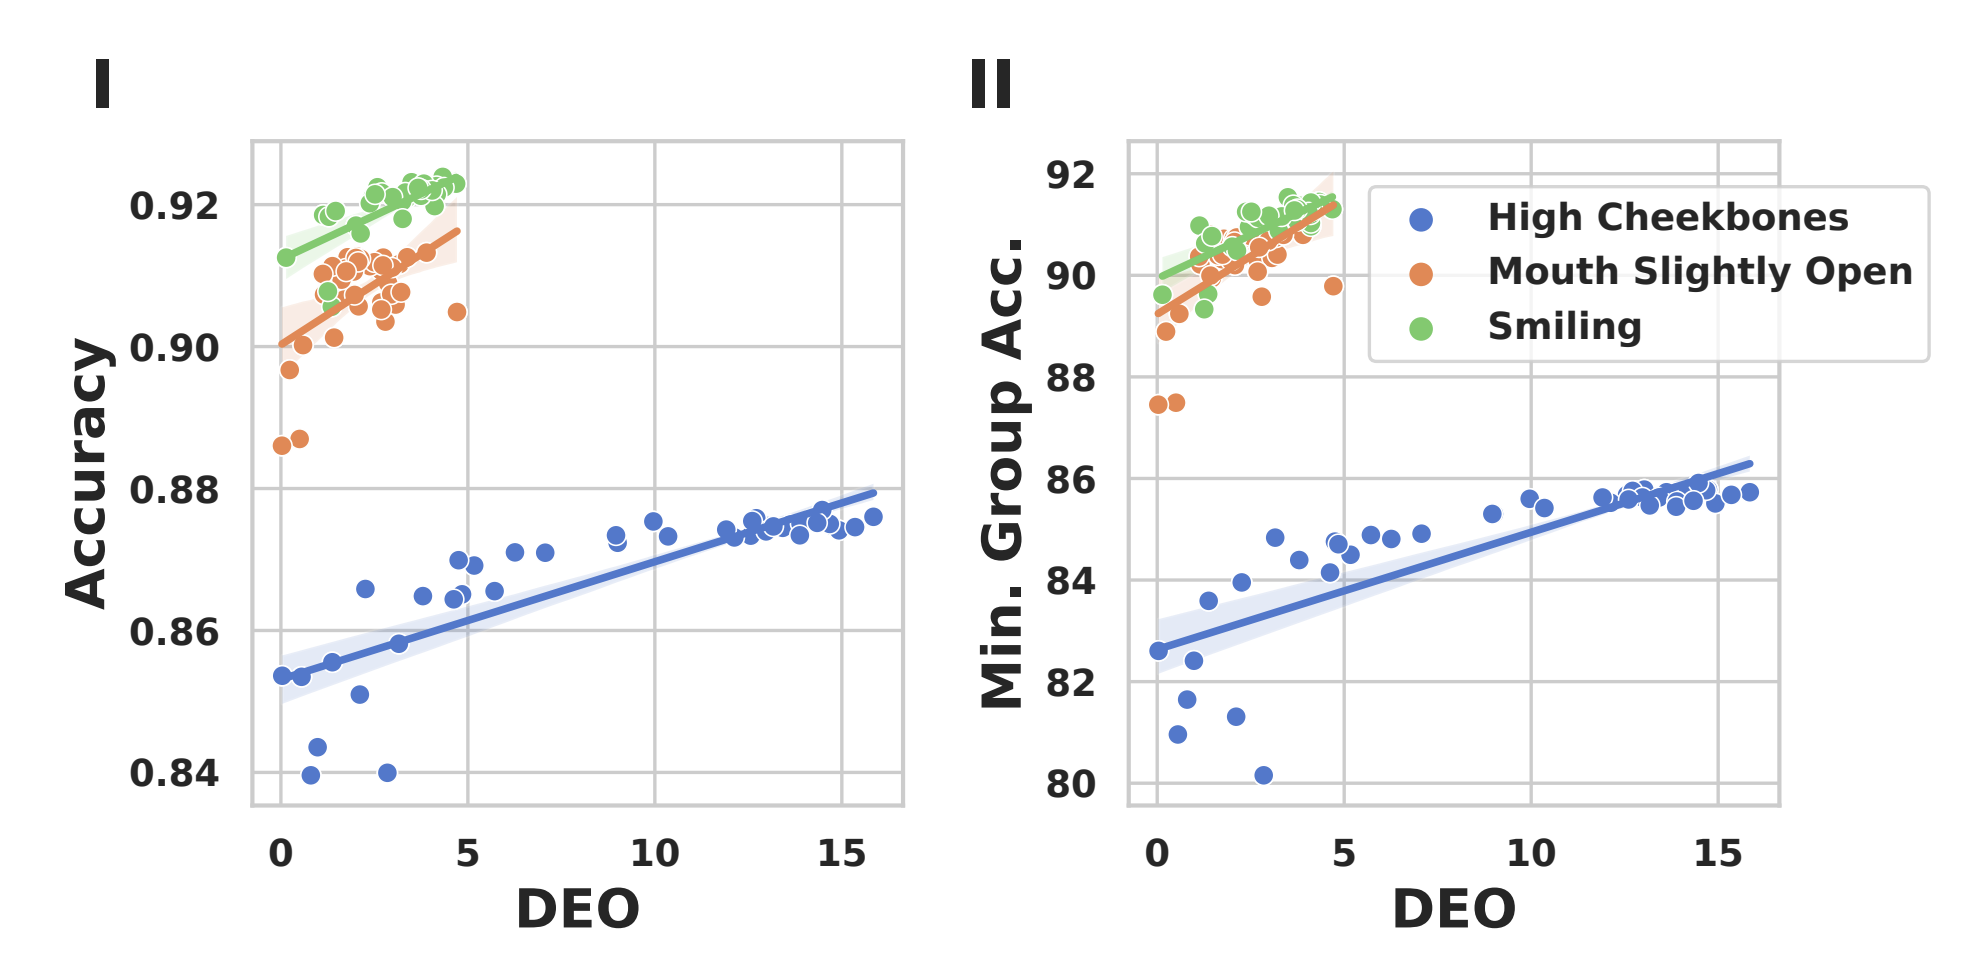 I
II
Accuracy
0.92
0.90
0.88
0.86
0.84
0
5
10
15
DEO
Min. Group Acc.
92
90
88
86
84
82
80
0
5
10
15
DEO
High Cheekbones
Mouth Slightly Open
Smiling